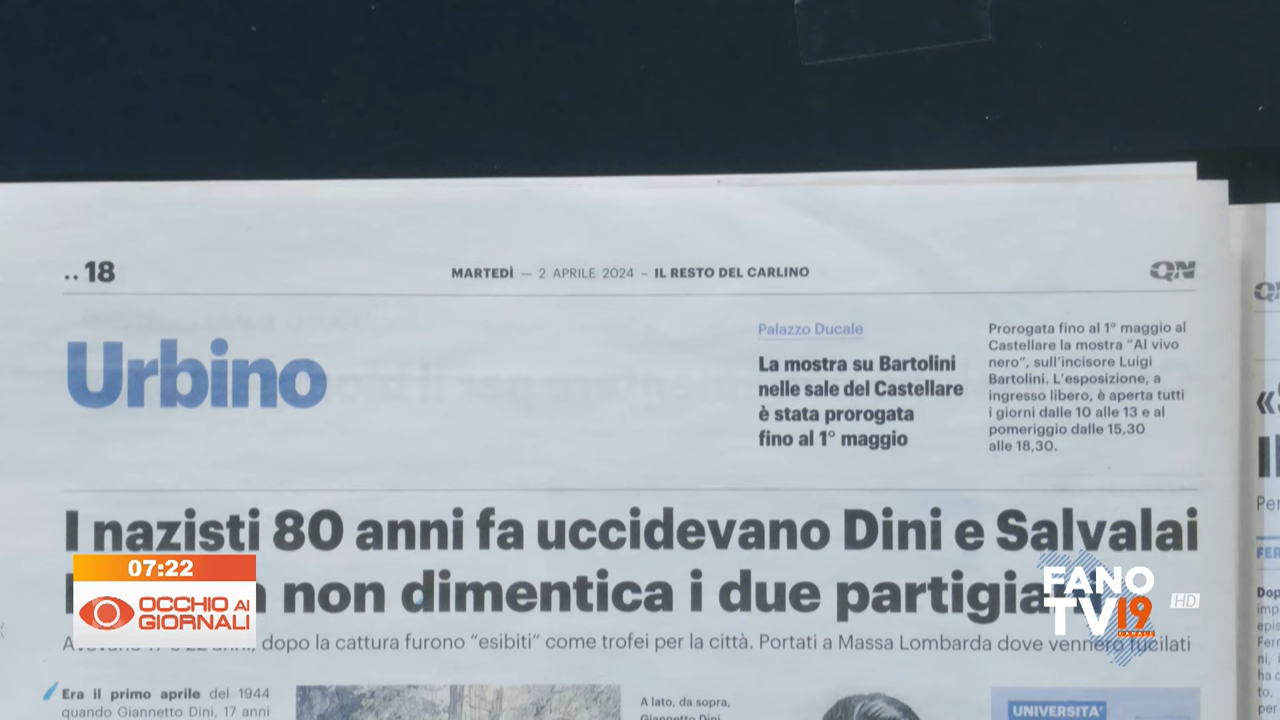 .. 18
MARTEDÌ — 2 APRILE 2024 – IL RESTO DEL CARLINO
QN
Urbino
Palazzo Ducale
La mostra su Bartolini
nelle sale del Castellare
è stata prorogata
fino al 1° maggio
Prorogata fino al 1° maggio al
Castellare la mostra “Al vivo
nero”, sull’incisore Luigi
Bartolini. L’esposizione, a
ingresso libero, è aperta tutti
i giorni dalle 10 alle 13 e al
pomeriggio dalle 15,30
alle 18,30.
I nazisti 80 anni fa uccidevano Dini e Salvalai
non dimentica i due
dopo la cattura furono “esibiti“ come trofei per la città. Portati a Massa Lombarda dove vennero fucilati
Era il primo aprile del 1944
quando Giannetto Dini, 17 anni
A lato, da sopra,
Giannetto Dini
UNIVERSITA’
07:22
OCCHIO AI
GIORNALI
FANO
TV19
CANALE
HD